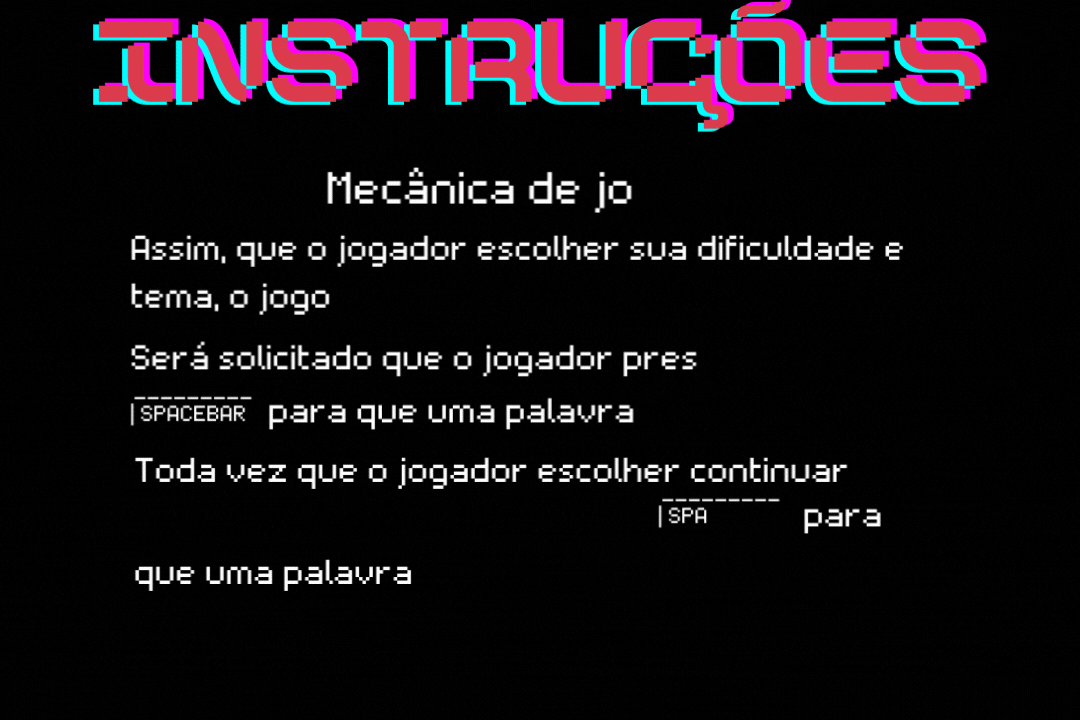 INSTRUÇÕES
Mecânica de jo
Assim, que o jogador escolher sua dificuldade e
tema, o jogo
Será solicitado que o jogador pres
|SPACEBAR para que uma palavra
Toda vez que o jogador escolher continuar
|SPA para
que uma palavra